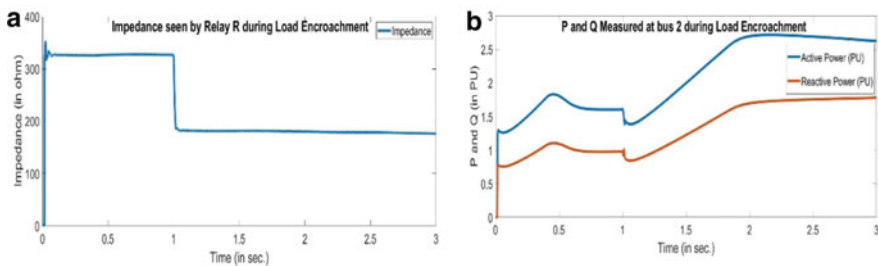 a
Impedance seen by Relay R during Load Encroachment
Impedance
Impedance (in ohm)
400
300
200
100
0
0 0.5 1 1.5 2 2.5 3
Time (in sec.)
b
P and Q Measured at bus 2 during Load Encroachment
Active Power (PU)
Reactive Power (PU)
P and Q (in PU)
3
2.5
2
1.5
1
0.5
0
0 0.5 1 1.5 2 2.5 3
Time (in sec.)